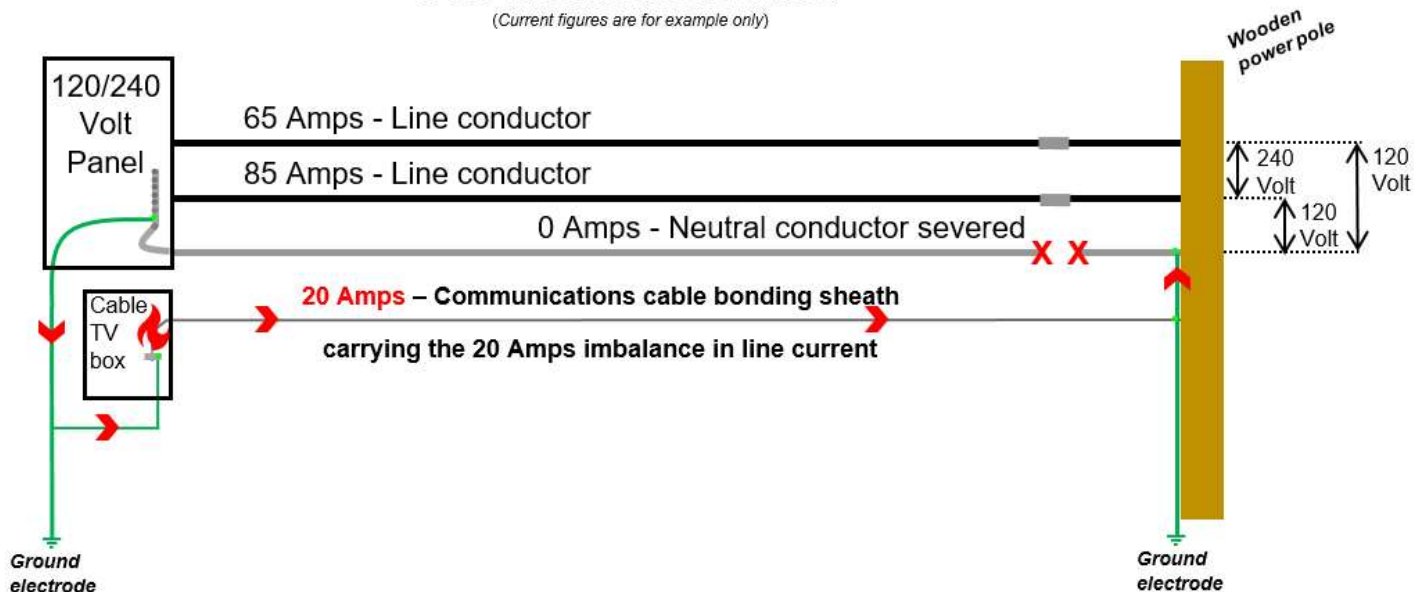 (Current figures are for example only)
Wooden
power pole
120/240
Volt
Panel
65 Amps - Line conductor
85 Amps - Line conductor
0 Amps - Neutral conductor severed
X X
240
Volt
120
Volt
120
Volt
Cable
TV
box
20 Amps – Communications cable bonding sheath
carrying the 20 Amps imbalance in line current
Ground
electrode
Ground
electrode